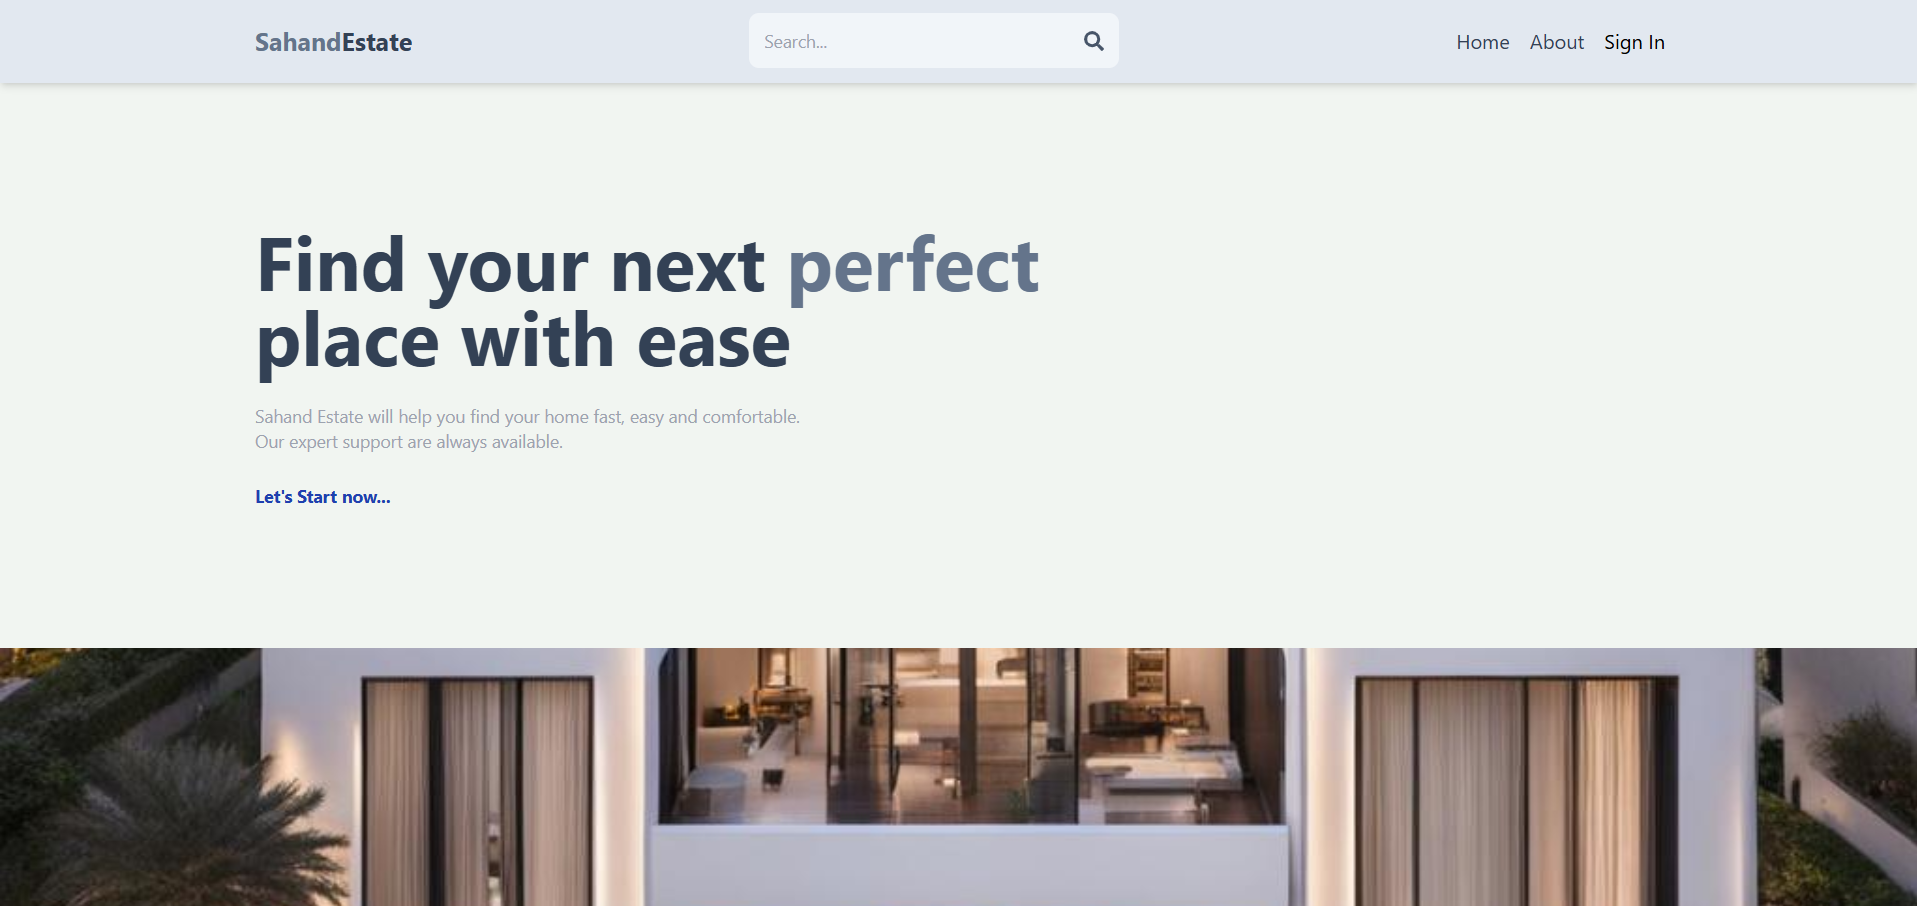 SahandEstate
Search...
Home About Sign In
Find your next perfect
place with ease
Sahand Estate will help you find your home fast, easy and comfortable.
Our expert support are always available.
Let's Start now...